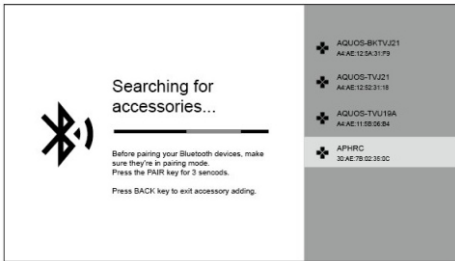 Searching for
accessories...
Before pairing your Bluetooth devices, make
sure they're in pairing mode.
Press the PAIR key for 3 sencods.
Press BACK key to exit accessory adding.
AQUOS-BKTVJ21
A4:AE:12:5A:31:F9
AQUOS-TVJ21
A4:AE:12:52:31:18
AQUOS-TVU19A
A4:AE:11:5B:06:B4
APHRC
30:AE:7B:02:35:0C